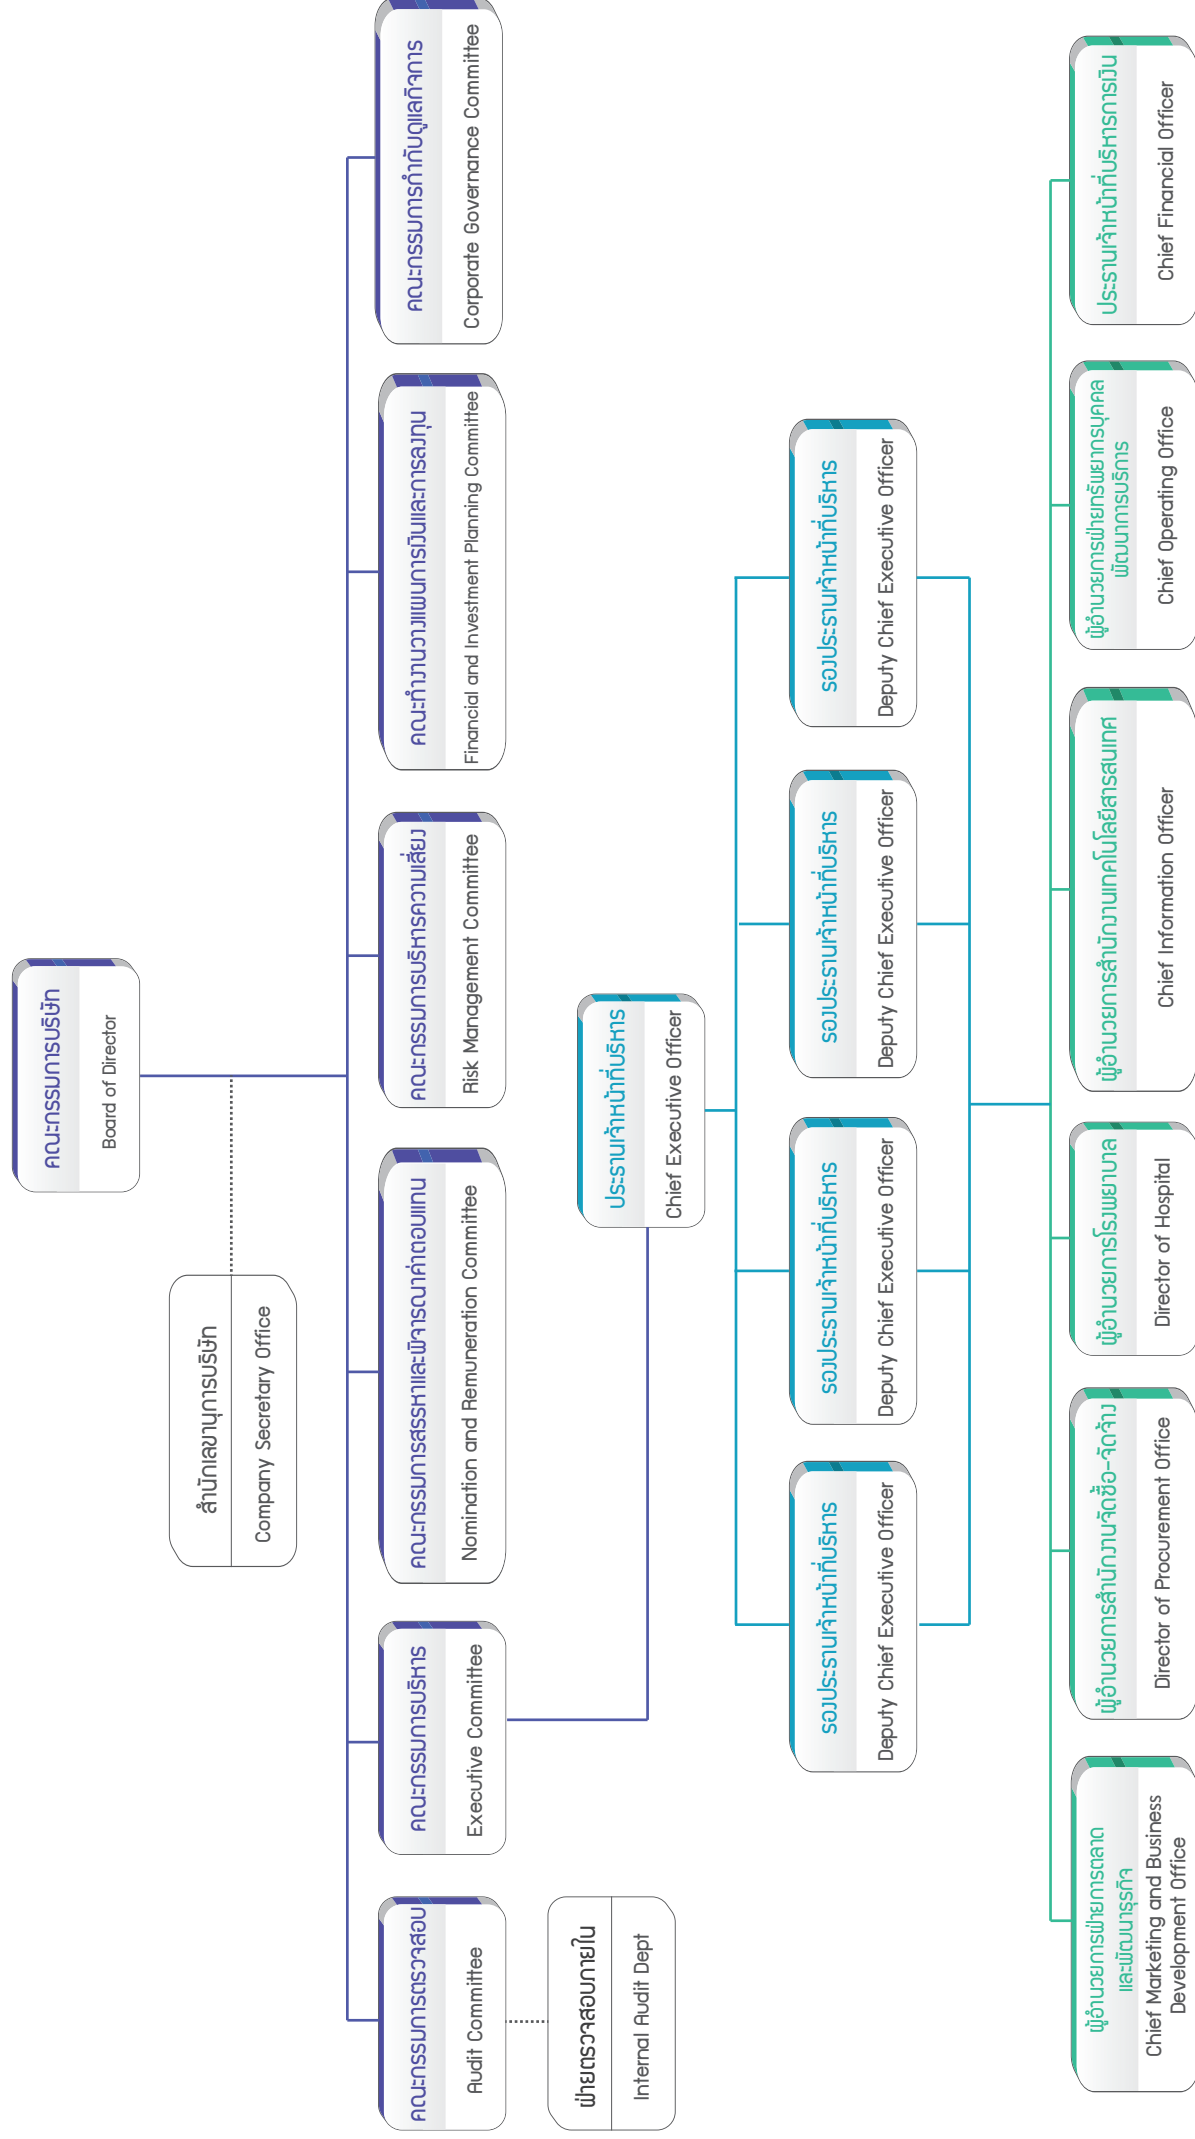 คณะกรรมการบริษัท
Board of Director
สำนักเลขานุการบริษัท
Company Secretary Office
คณะกรรมการตรวจสอบ
Audit Committee
คณะกรรมการบริหาร
Executive Committee
คณะกรรมการสรรหาและพิจารณาค่าตอบแทน
Nomination and Remuneration Committee
คณะกรรมการบริหารความเสี่ยง
Risk Management Committee
คณะทำงานวางแผนการเงินและการลงทุน
Financial and Investment Planning Committee
คณะกรรมการกำกับดูแลกิจการ
Corporate Governance Committee
ฝ่ายตรวจสอบภายใน
Internal Audit Dept
ประธานเจ้าหน้าที่บริหาร
Chief Executive Officer
รองประธานเจ้าหน้าที่บริหาร
Deputy Chief Executive Officer
รองประธานเจ้าหน้าที่บริหาร
Deputy Chief Executive Officer
รองประธานเจ้าหน้าที่บริหาร
Deputy Chief Executive Officer
รองประธานเจ้าหน้าที่บริหาร
Deputy Chief Executive Officer
ผู้อำนวยการฝ่ายการตลาด
และพัฒนาธุรกิจ
Chief Marketing and Business
Development Office
ผู้อำนวยการสำนักงานจัดซื้อ-จัดจ้าง
Director of Procurement Office
ผู้อำนวยการโรงพยาบาล
Director of Hospital
ผู้อำนวยการสำนักงานเทคโนโลยีสารสนเทศ
Chief Information Officer
ผู้อำนวยการฝ่ายทรัพยากรบุคคล
พัฒนาการบริการ
Chief Operating Office
ประธานเจ้าหน้าที่บริหารการเงิน
Chief Financial Officer